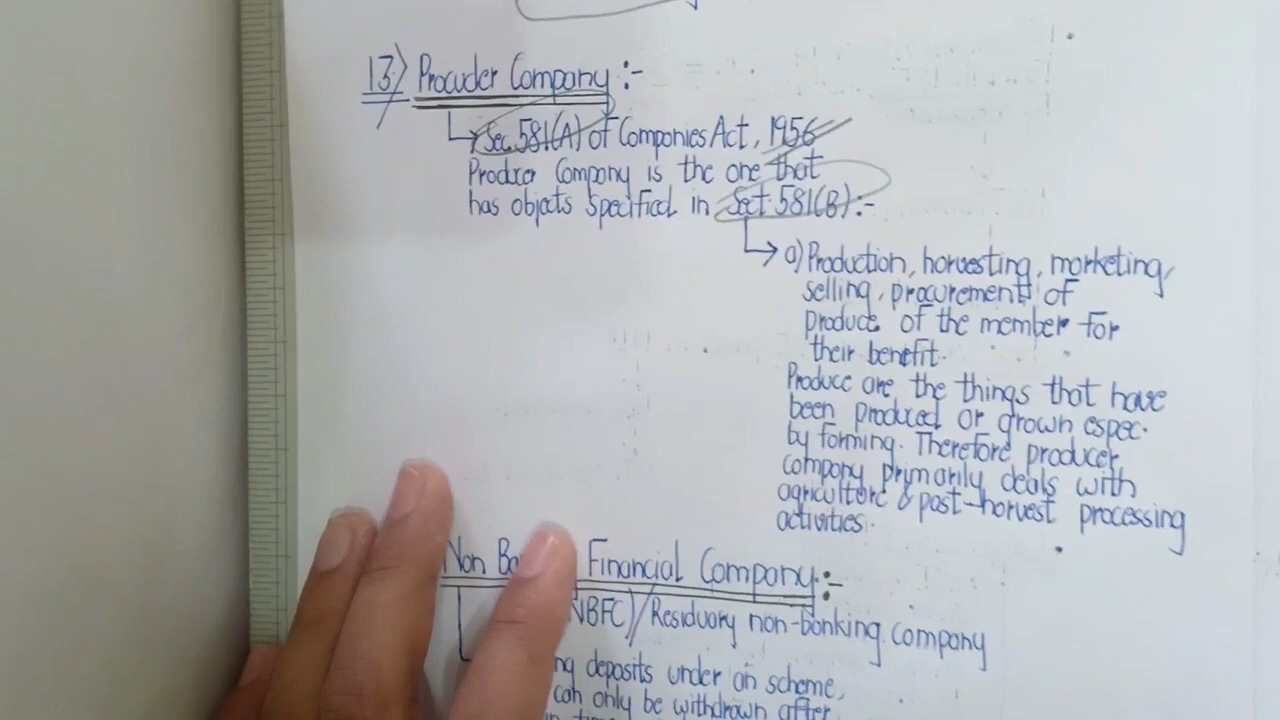 13) Procuder Company :-
Sec. 581(A) of Companies Act, 1956
Producer Company is the one that
has objects specified in Sect 581(B) :-
a) Production, harvesting, marketing,
selling, procurement of
produce of the member for
their benefit.
Produce are the things that have
been produced or grown espec.
by farming. Therefore producer
company primarily deals with
agriculture & post-harvest processing
activities.
Non Financial Company :-
NBFC) / Residuary non-banking company
ng deposits under an scheme,
can only be withdrawn after